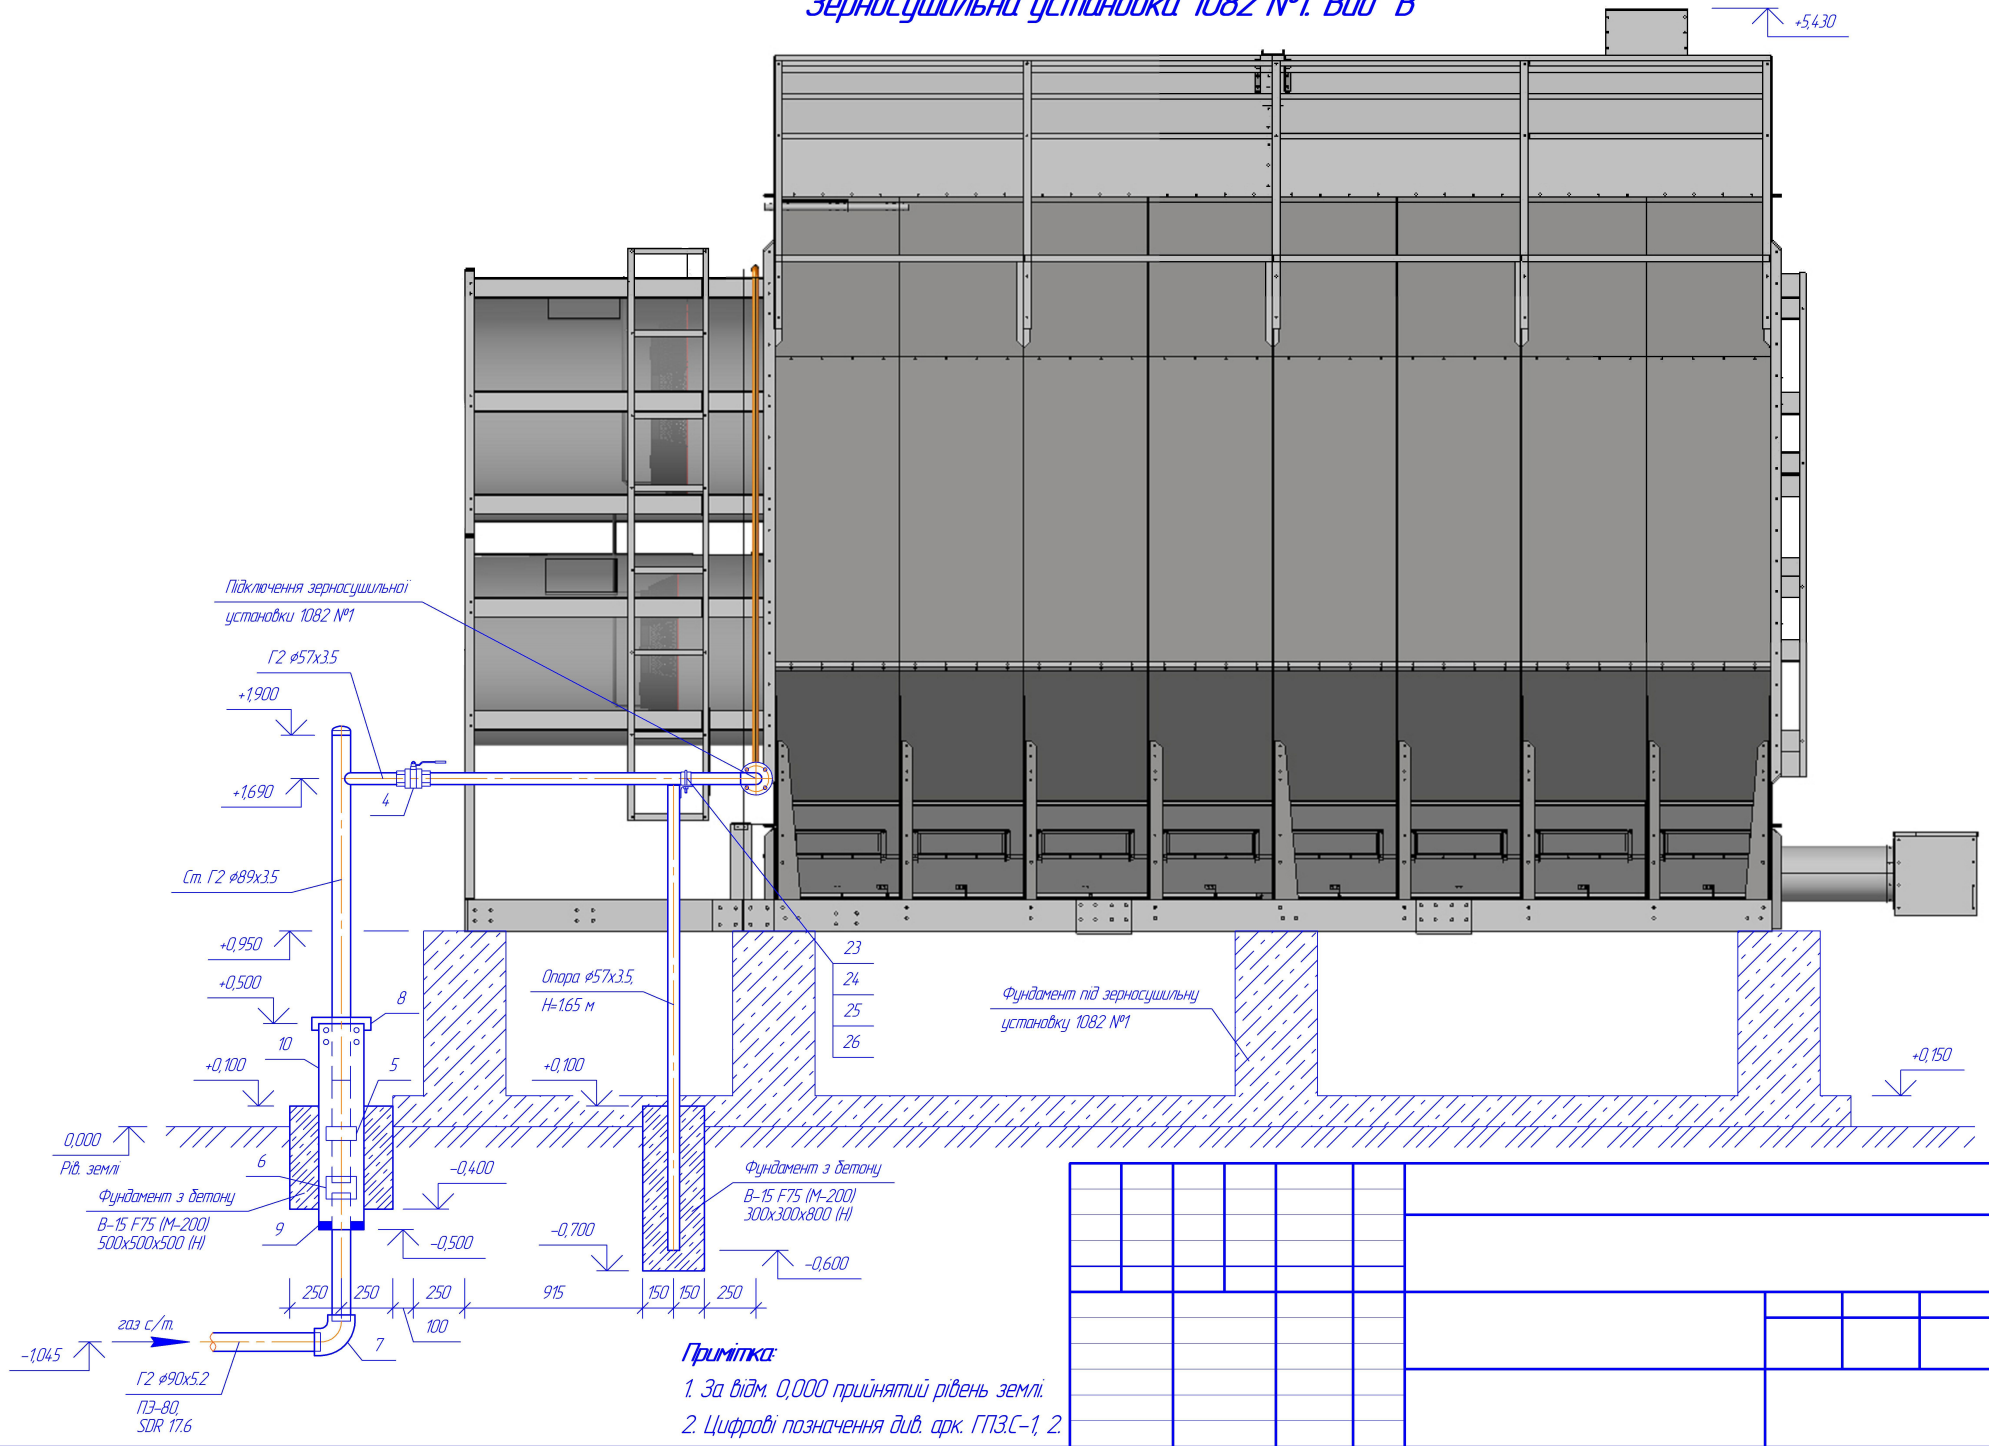 Зерносушильна установка 1082 №1. Вид "В"
+5,430
Підключення зерносушильної
установки 1082 №1
Г2 ϕ57х3.5
+1,900
+1,690
4
Ст. Г2 ϕ89х3.5
+0,950
+0,500
8
10
+0,100
5
0,000
Рів. землі
6
Фундамент з бетону
В-15 F75 (М-200)
500х500х500 (Н)
9
-0,400
-0,500
Опора ϕ57х3.5,
Н=1.65 м
+0,100
23
24
25
26
Фундамент під зерносушильну
установку 1082 №1
+0,150
Фундамент з бетону
В-15 F75 (М-200)
300х300х800 (Н)
-0,700
-0,600
250
250
250
915
150
150
250
100
газ с/т.
7
-1,045
Г2 ϕ90х5.2
ПЭ-80,
SDR 17.6
Примітка:
1. За відм. 0,000 прийнятий рівень землі.
2. Цифрові позначення див. арк. ГПЗ.С-1, 2.